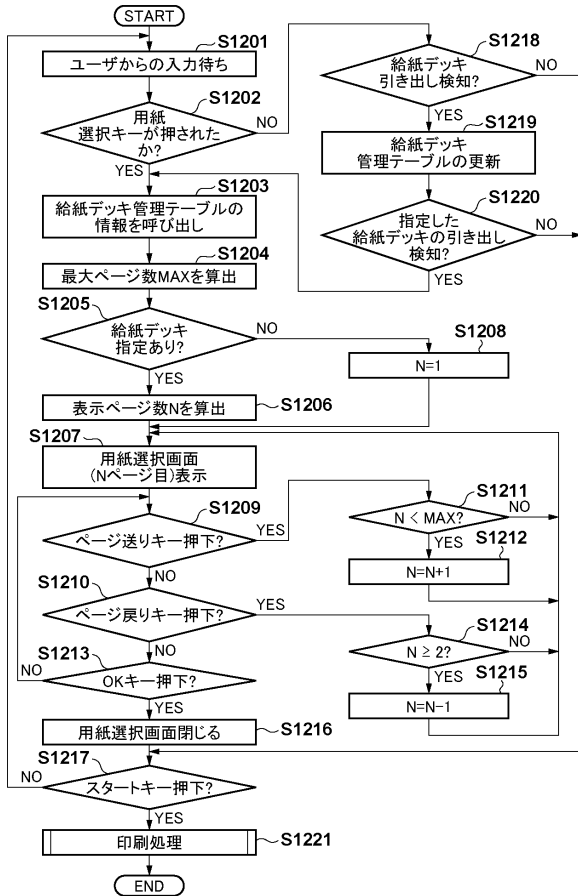 START
S1201
ユーザからの入力待ち
S1202
用紙
選択キーが押された
か?
NO
YES
S1218
給紙デッキ
引き出し検知?
NO
YES
S1219
給紙デッキ
管理テーブルの更新
S1220
指定した
給紙デッキの引き出し
検知?
NO
YES
S1203
給紙デッキ管理テーブルの
情報を呼び出し
S1204
最大ページ数MAXを算出
S1205
給紙デッキ
指定あり?
NO
YES
S1208
N=1
S1206
表示ページ数Nを算出
S1207
用紙選択画面
(Nページ目)表示
S1209
ページ送りキー押下?
YES
NO
S1211
N < MAX?
NO
YES
S1212
N=N+1
S1210
ページ戻りキー押下?
YES
NO
S1214
N ≥ 2?
NO
YES
S1215
N=N−1
S1213
OKキー押下?
NO
YES
S1216
用紙選択画面閉じる
S1217
スタートキー押下?
NO
YES
S1221
印刷処理
END